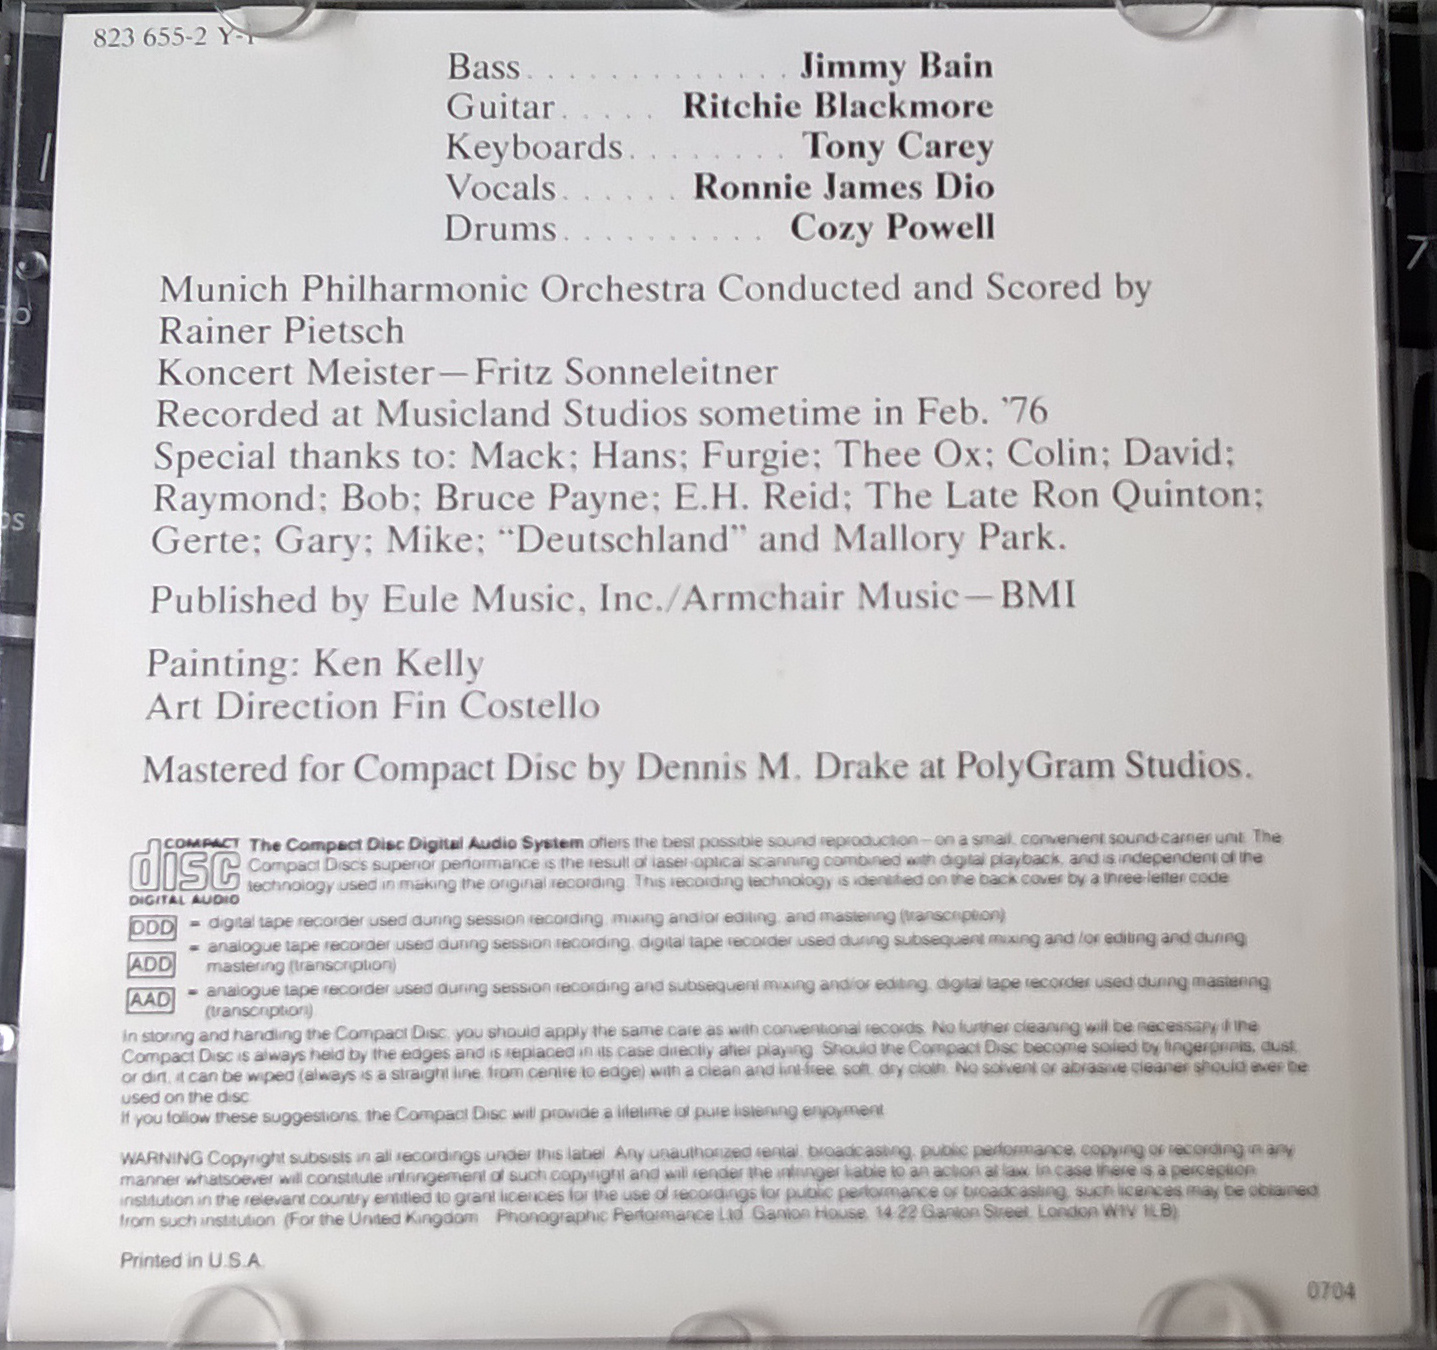 823 655-2 Y-1
Bass. . . . . . . . . . . . . Jimmy Bain
Guitar. . . . . Ritchie Blackmore
Keyboards. . . . . . . . Tony Carey
Vocals. . . . . . Ronnie James Dio
Drums. . . . . . . . . . Cozy Powell
Munich Philharmonic Orchestra Conducted and Scored by
Rainer Pietsch
Koncert Meister—Fritz Sonneleitner
Recorded at Musicland Studios sometime in Feb. '76
Special thanks to: Mack; Hans; Furgie; Thee Ox; Colin; David;
Raymond; Bob; Bruce Payne; E.H. Reid; The Late Ron Quinton;
Gerte; Gary; Mike; “Deutschland” and Mallory Park.
Published by Eule Music, Inc./Armchair Music—BMI
Painting: Ken Kelly
Art Direction Fin Costello
Mastered for Compact Disc by Dennis M. Drake at PolyGram Studios.
COMPACT disc DIGITAL AUDIO
The Compact Disc Digital Audio System offers the best possible sound reproduction – on a small, convenient sound-carrier unit. The
Compact Disc's superior performance is the result of laser-optical scanning combined with digital playback, and is independent of the
technology used in making the original recording. This recording technology is identified on the back cover by a three-letter code
DDD = digital tape recorder used during session recording, mixing and/or editing, and mastering (transcription)
ADD = analogue tape recorder used during session recording, digital tape recorder used during subsequent mixing and /or editing and during
mastering (transcription)
AAD = analogue tape recorder used during session recording and subsequent mixing and/or editing, digital tape recorder used during mastering
(transcription)
In storing and handling the Compact Disc, you should apply the same care as with conventional records. No further cleaning will be necessary if the
Compact Disc is always held by the edges and is replaced in its case directly after playing. Should the Compact Disc become soiled by fingerprints, dust,
or dirt, it can be wiped (always is a straight line, from centre to edge) with a clean and lint-free, soft, dry cloth. No solvent or abrasive cleaner should ever be
used on the disc
If you follow these suggestions, the Compact Disc will provide a lifetime of pure listening enjoyment
WARNING Copyright subsists in all recordings under this label. Any unauthorized rental, broadcasting, public performance, copying or recording in any
manner whatsoever will constitute infringement of such copyright and will render the infringer liable to an action at law. In case there is a perception
institution in the relevant country entitled to grant licences for the use of recordings for public performance or broadcasting, such licences may be obtained
from such institution. (For the United Kingdom Phonographic Performance Ltd. Ganton House, 14-22 Ganton Street, London W1V 1LB)
Printed in U.S.A.
0704